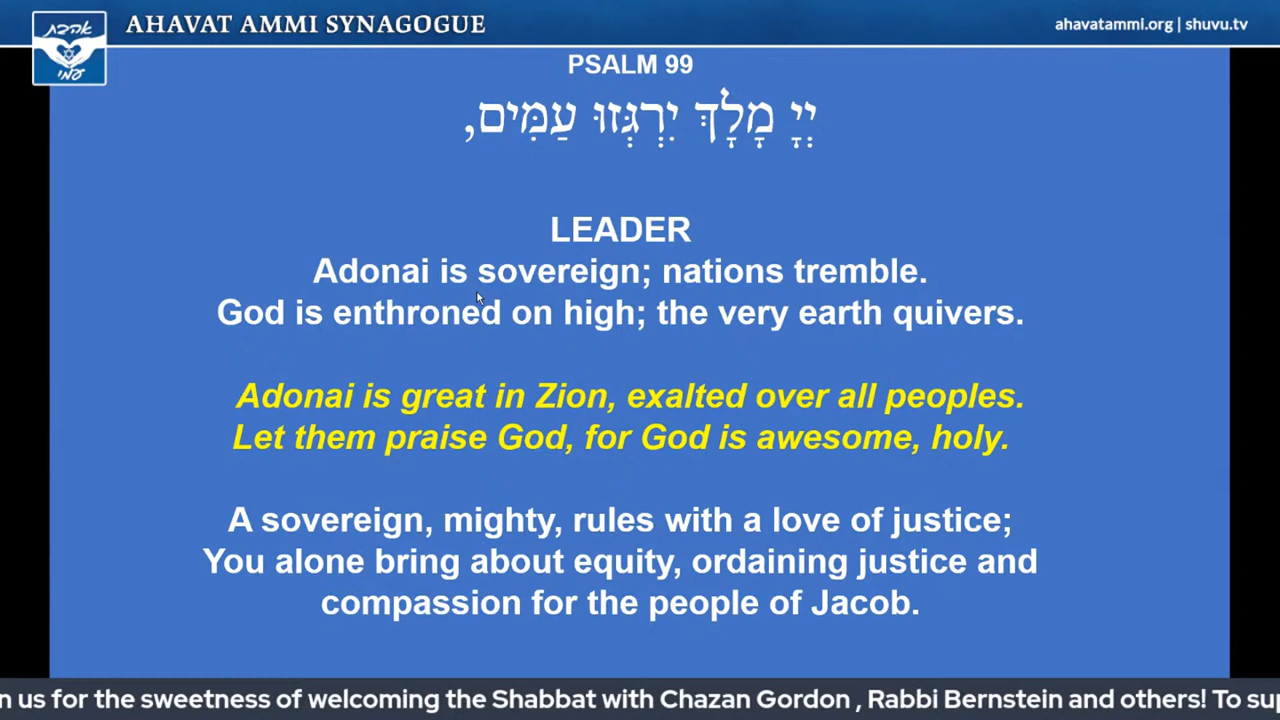 אהבת
עמי
AHAVAT AMMI SYNAGOGUE
ahavatammi.org | shuvu.tv
PSALM 99
יְיָ מָלָךְ יִרְגְּזוּ עַמִּים,
LEADER
Adonai is sovereign; nations tremble.
God is enthroned on high; the very earth quivers.
Adonai is great in Zion, exalted over all peoples.
Let them praise God, for God is awesome, holy.
A sovereign, mighty, rules with a love of justice;
You alone bring about equity, ordaining justice and
compassion for the people of Jacob.
n us for the sweetness of welcoming the Shabbat with Chazan Gordon , Rabbi Bernstein and others! To su